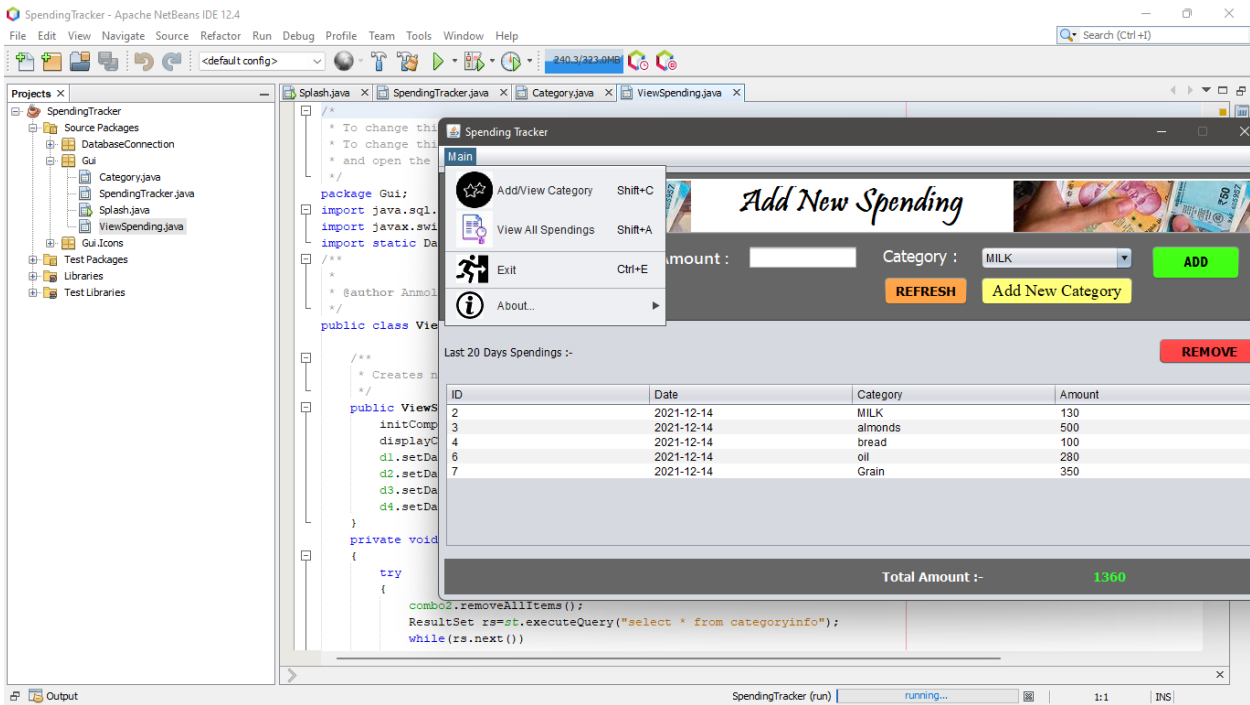 SpendingTracker - Apache NetBeans IDE 12.4
File Edit View Navigate Source Refactor Run Debug Profile Team Tools Window Help
Search (Ctrl+I)
<default config>
240.3/323.0MB
Projects
SpendingTracker
Source Packages
DatabaseConnection
Gui
Category.java
SpendingTracker.java
Splash.java
ViewSpending.java
Gui.Icons
Test Packages
Libraries
Test Libraries
Splash.java SpendingTracker.java Category.java ViewSpending.java
/*
* To change thi
* To change thi
* and open the
*/
package Gui;
import java.sql.
import javax.swi
import static Da
/**
*
* @author Anmol
*/
public class Vie
/**
* Creates n
*/
public ViewS
initComp
displayC
d1.setDa
d2.setDa
d3.setDa
d4.setDa
}
private void
{
try
{
combo2.removeAllItems();
ResultSet rs=st.executeQuery("select * from categoryinfo");
while(rs.next())
Spending Tracker
Main
Add/View Category Shift+C
View All Spendings Shift+A
Exit Ctrl+E
About...
Add New Spending
₹50
Amount :
Category :
MILK
ADD
REFRESH
Add New Category
Last 20 Days Spendings :-
REMOVE
ID Date Category Amount
2 2021-12-14 MILK 130
3 2021-12-14 almonds 500
4 2021-12-14 bread 100
6 2021-12-14 oil 280
7 2021-12-14 Grain 350
Total Amount :- 1360
Output
SpendingTracker (run)
running...
1:1
INS